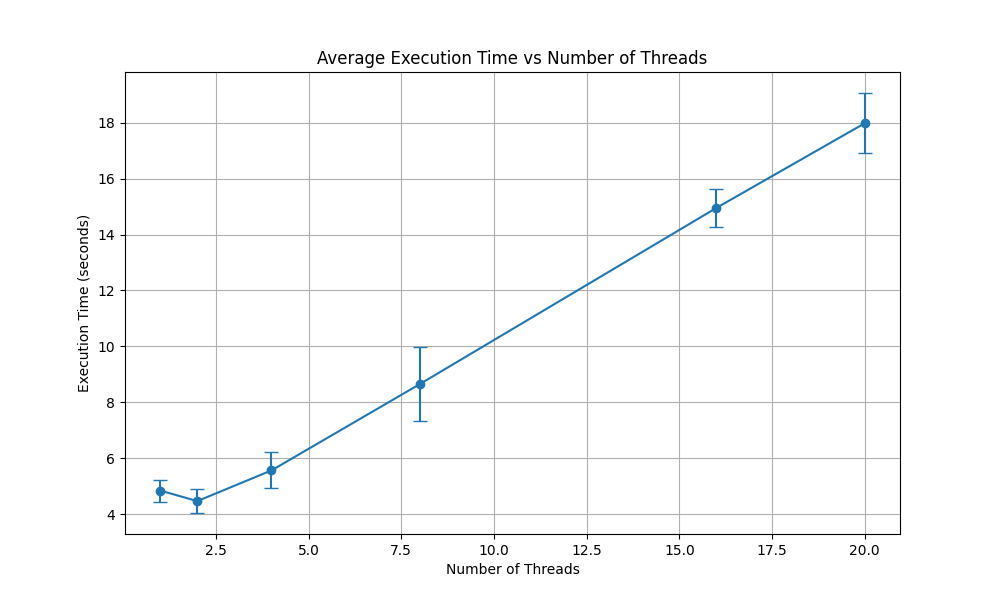 Average Execution Time vs Number of Threads
Execution Time (seconds)
18
16
14
12
10
8
6
4
2.5 5.0 7.5 10.0 12.5 15.0 17.5 20.0
Number of Threads